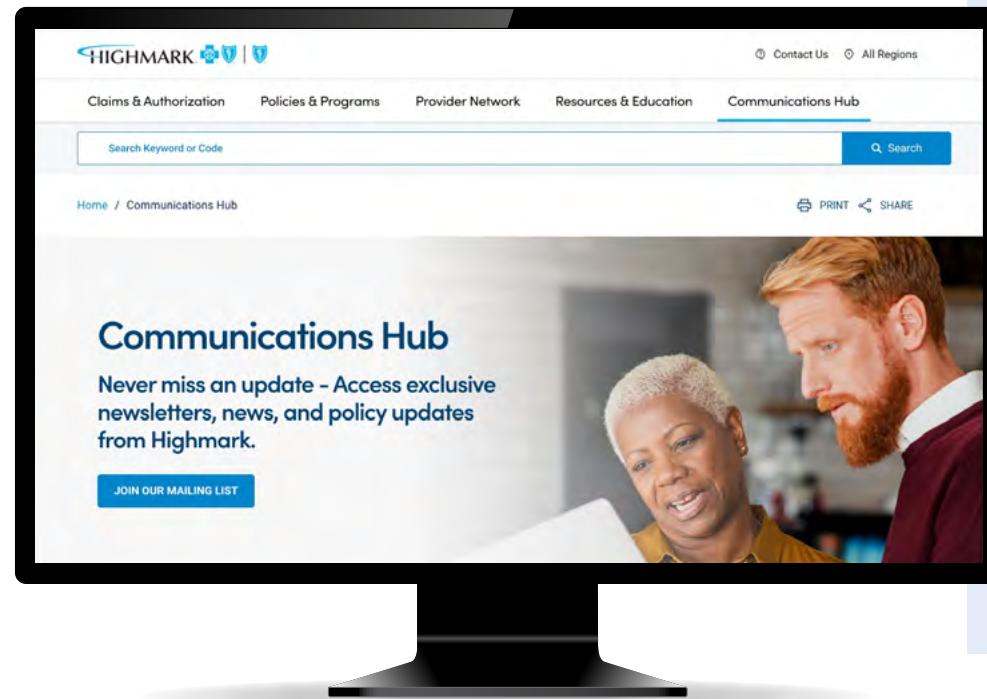 HIGHMARK
Contact Us All Regions
Claims & Authorization Policies & Programs Provider Network Resources & Education Communications Hub
Search Keyword or Code Search
Home / Communications Hub PRINT SHARE
Communications Hub
Never miss an update - Access exclusive
newsletters, news, and policy updates
from Highmark.
JOIN OUR MAILING LIST